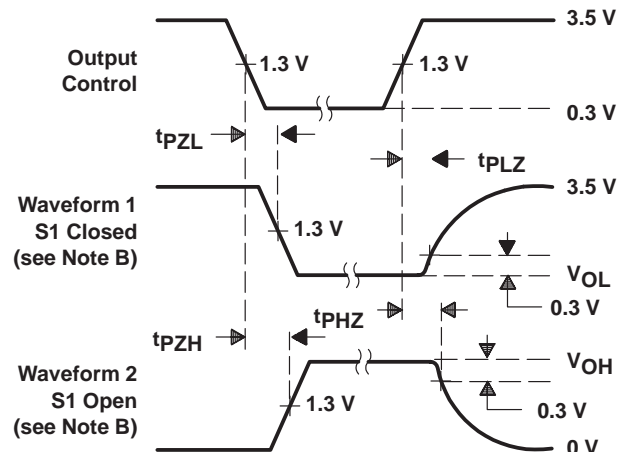 3.5 V
Output
Control
1.3 V
1.3 V
0.3 V
tPZL
tPLZ
3.5 V
Waveform 1
S1 Closed
(see Note B)
1.3 V
VOL
0.3 V
tPHZ
tPZH
VOH
Waveform 2
S1 Open
(see Note B)
1.3 V
0.3 V
0 V